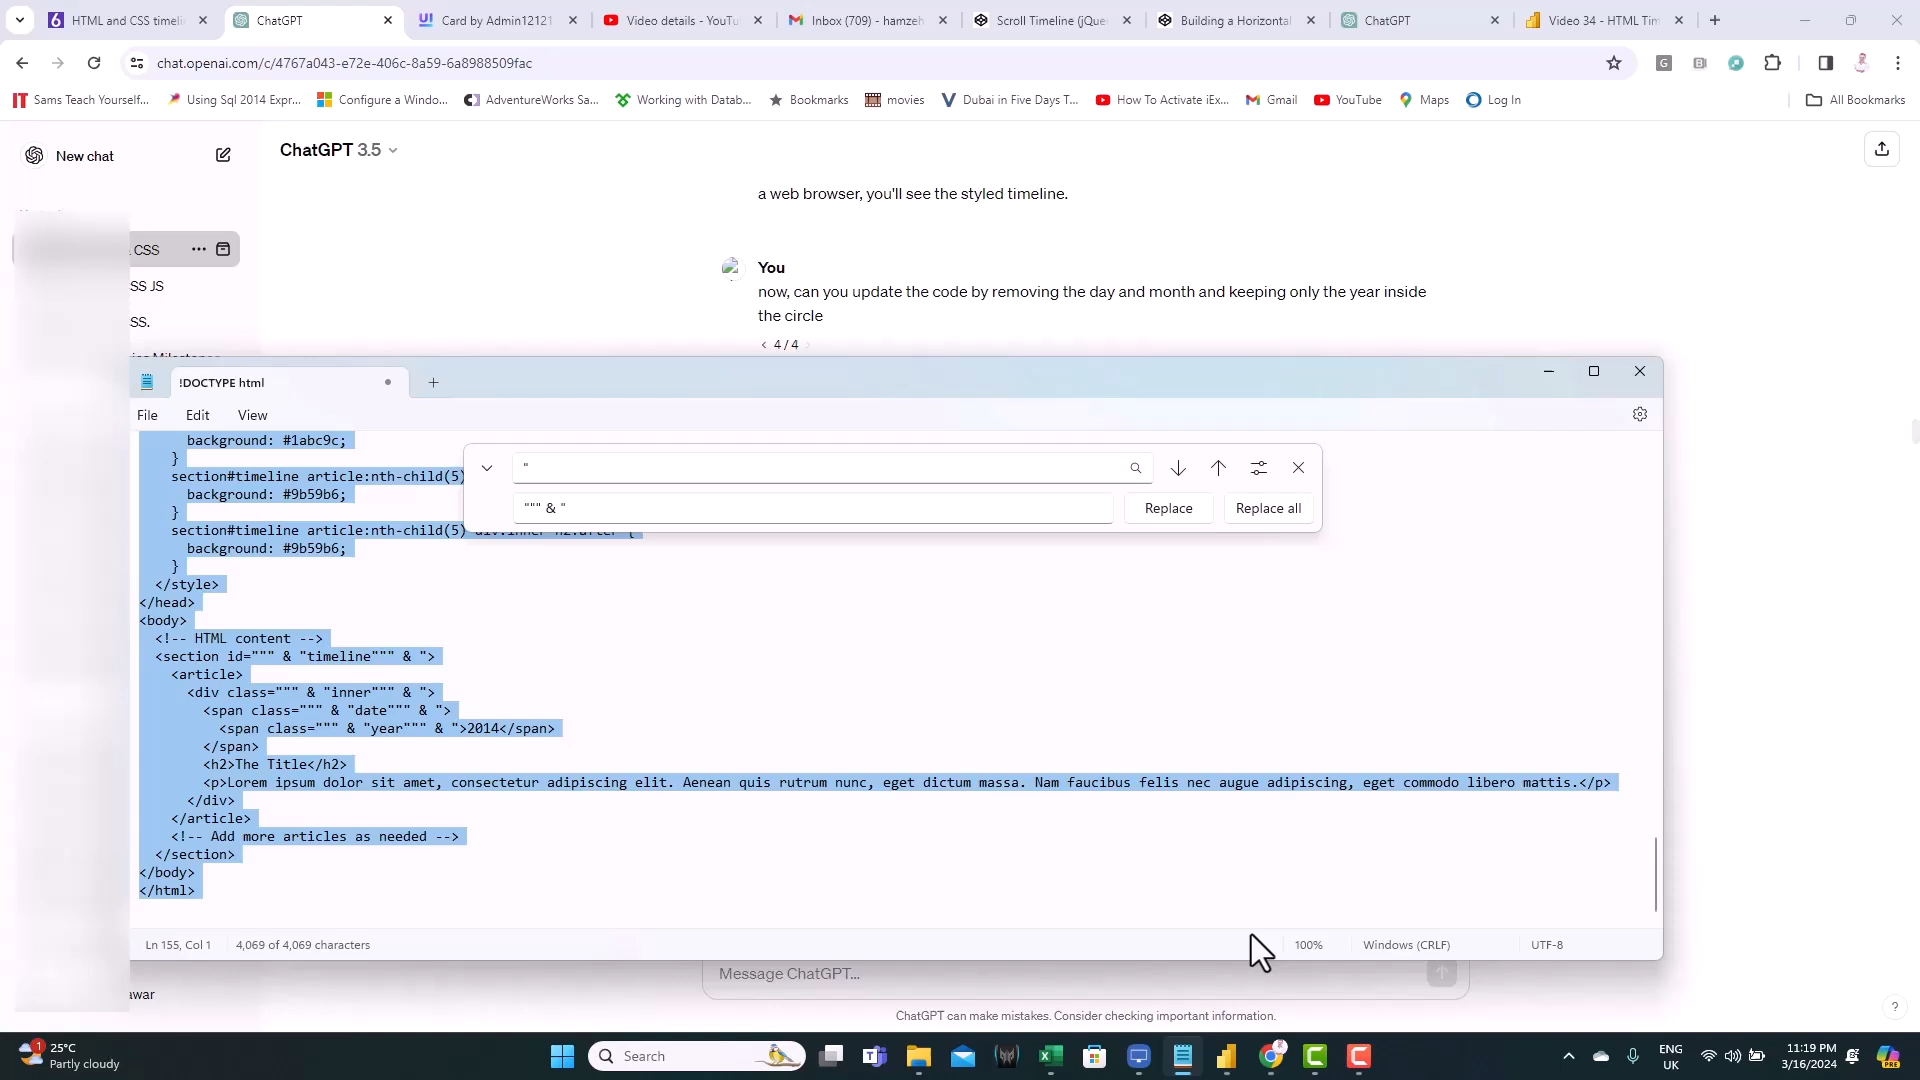 HTML and CSS timeli
ChatGPT
Card by Admin12121
Video details - YouTu
Inbox (709) - hamzeh
Scroll Timeline (jQue
Building a Horizontal
ChatGPT
Video 34 - HTML Tim
chat.openai.com/c/4767a043-e72e-406c-8a59-6a8988509fac
Sams Teach Yourself...
Using Sql 2014 Expr...
Configure a Windo...
AdventureWorks Sa...
Working with Datab...
Bookmarks
movies
Dubai in Five Days T...
How To Activate iEx...
Gmail
YouTube
Maps
Log In
All Bookmarks
New chat
ChatGPT 3.5
a web browser, you'll see the styled timeline.
CSS
SS JS
SS.
You
now, can you update the code by removing the day and month and keeping only the year inside
the circle
4 / 4
!DOCTYPE html
File Edit View
"
""" & "
Replace
Replace all
background: #1abc9c;
}
section#timeline article:nth-child(5)
background: #9b59b6;
}
section#timeline article:nth-child(5) div.inner h2:after {
background: #9b59b6;
}
</style>
</head>
<body>
<!-- HTML content -->
<section id=""" & "timeline""" & ">
<article>
<div class=""" & "inner""" & ">
<span class=""" & "date""" & ">
<span class=""" & "year""" & ">2014</span>
</span>
<h2>The Title</h2>
<p>Lorem ipsum dolor sit amet, consectetur adipiscing elit. Aenean quis rutrum nunc, eget dictum massa. Nam faucibus felis nec augue adipiscing, eget commodo libero mattis.</p>
</div>
</article>
<!-- Add more articles as needed -->
</section>
</body>
</html>
Ln 155, Col 1
4,069 of 4,069 characters
100%
Windows (CRLF)
UTF-8
awar
Message ChatGPT...
ChatGPT can make mistakes. Consider checking important information.
?
1
25°C
Partly cloudy
Search
ENG
UK
11:19 PM
3/16/2024